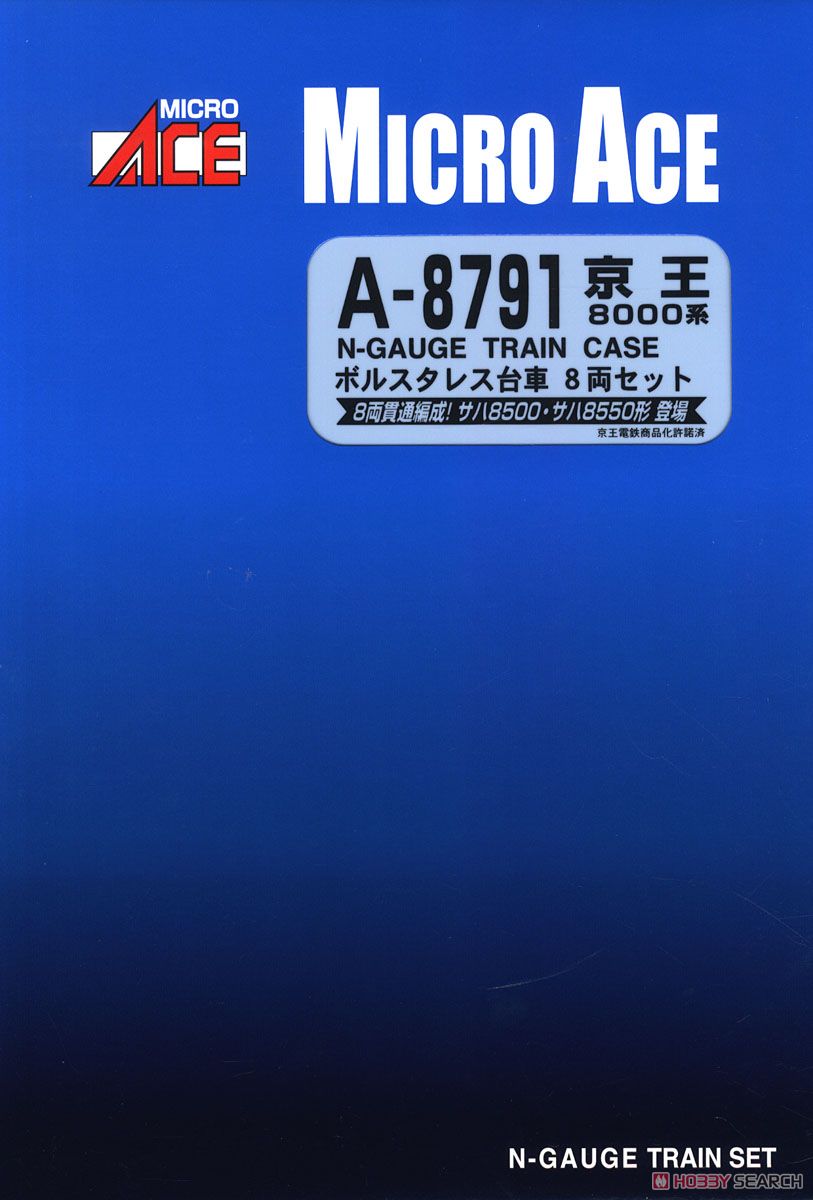 MICRO
ACE
MICRO ACE
A-8791 京王
8000系
N-GAUGE TRAIN CASE
ボルスタレス台車 8両セット
8両貫通編成! サハ8500・サハ8550形 登場
京王電鉄商品化許諾済
N-GAUGE TRAIN SET
HOBBY SEARCH